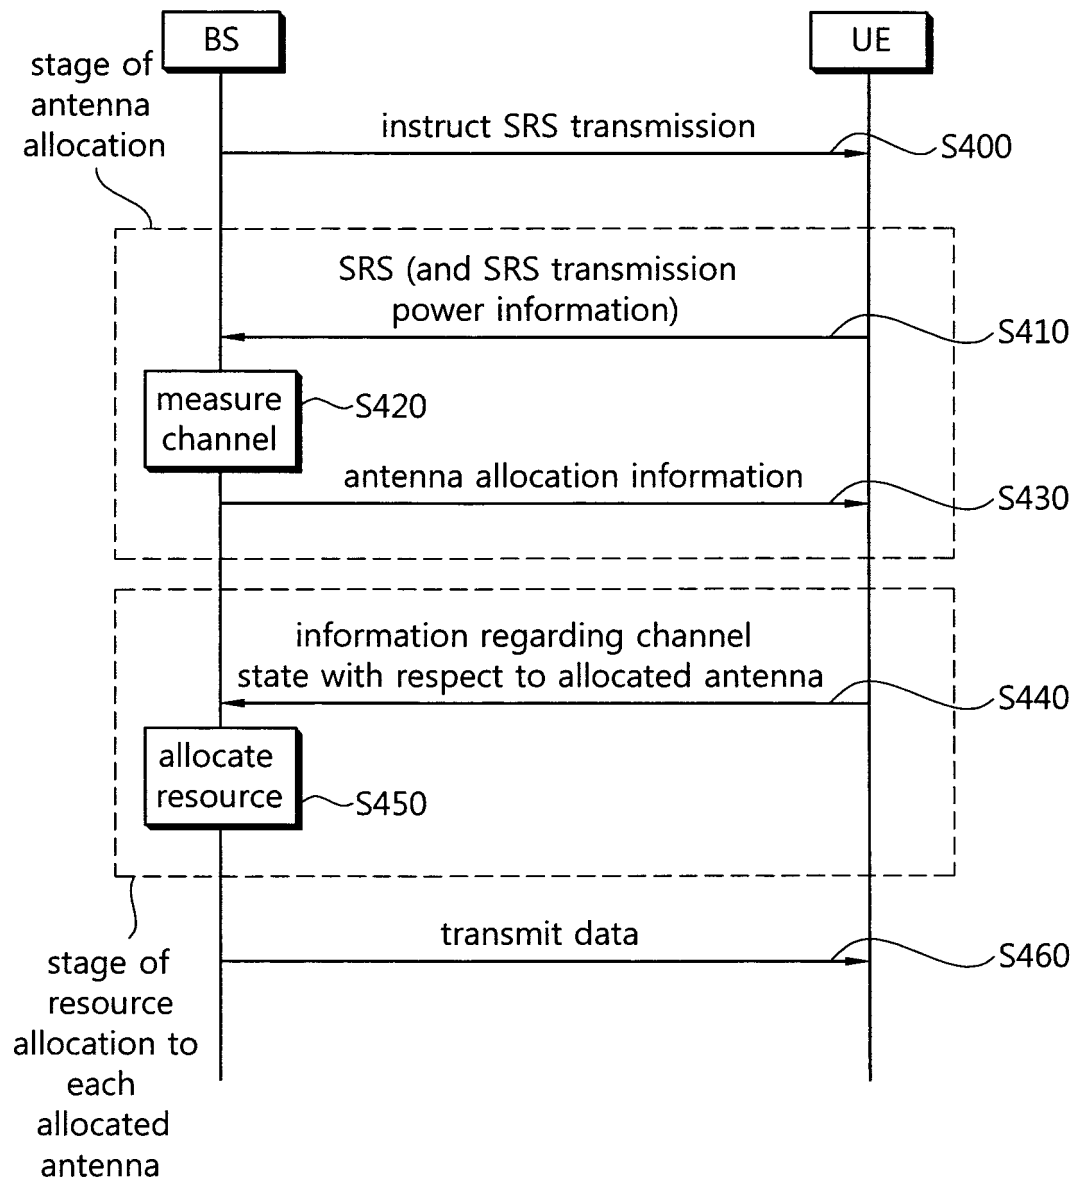 BS
UE
stage of
antenna
allocation
instruct SRS transmission
S400
SRS (and SRS transmission
power information)
S410
measure
channel
S420
antenna allocation information
S430
information regarding channel
state with respect to allocated antenna
S440
allocate
resource
S450
transmit data
S460
stage of
resource
allocation to
each
allocated
antenna